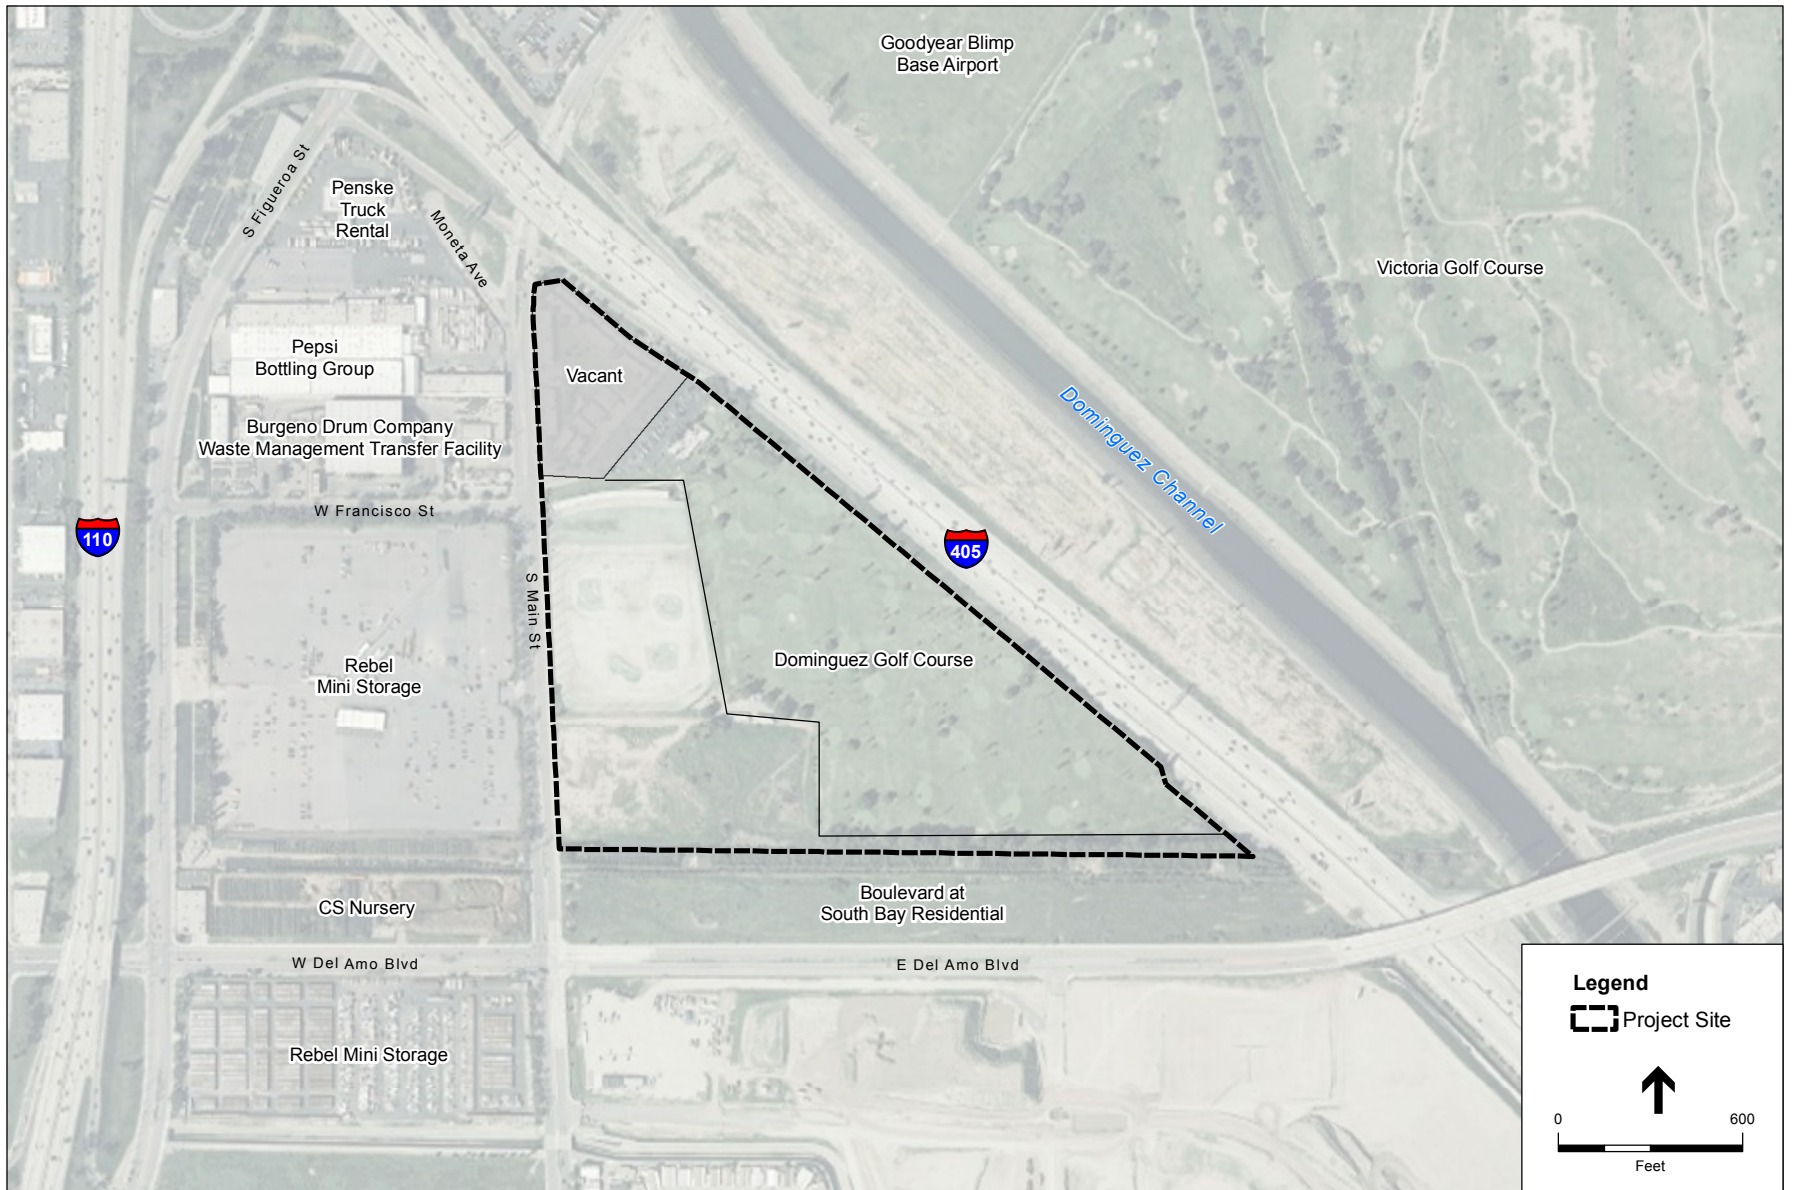 Goodyear Blimp
Base Airport
S Figueroa St
Penske
Truck
Rental
Moneta Ave
Victoria Golf Course
Pepsi
Bottling Group
Vacant
Burgeno Drum Company
Waste Management Transfer Facility
Dominguez Channel
W Francisco St
110
405
S Main St
Rebel
Mini Storage
Dominguez Golf Course
CS Nursery
Boulevard at
South Bay Residential
W Del Amo Blvd
E Del Amo Blvd
Rebel Mini Storage
Legend
Project Site
0 600
Feet